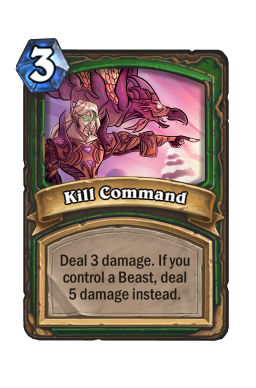 3
Kill Command
Deal 3 damage. If you
control a Beast, deal
5 damage instead.